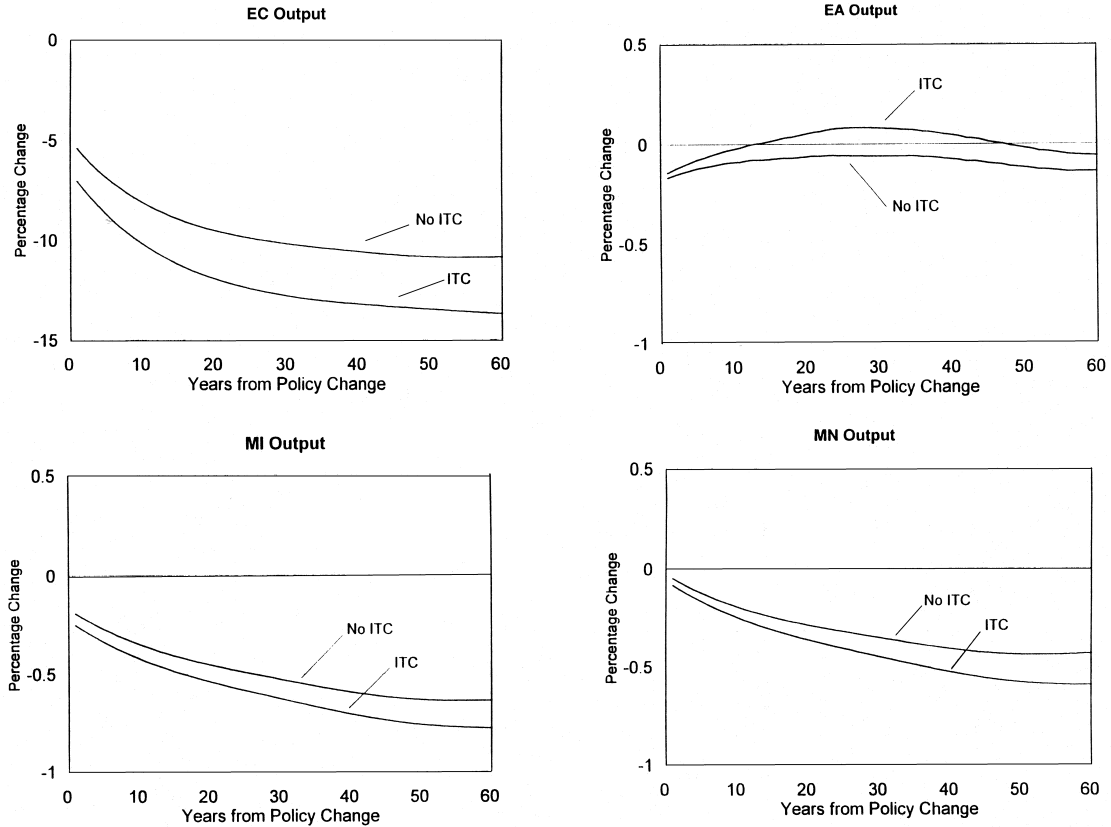 EC Output
Percentage Change
0
-5
-10
-15
No ITC
ITC
0 10 20 30 40 50 60
Years from Policy Change
EA Output
Percentage Change
0.5
0
-0.5
-1
ITC
No ITC
0 10 20 30 40 50 60
Years from Policy Change
MI Output
Percentage Change
0.5
0
-0.5
-1
No ITC
ITC
0 10 20 30 40 50 60
Years from Policy Change
MN Output
Percentage Change
0.5
0
-0.5
-1
No ITC
ITC
0 10 20 30 40 50 60
Years from Policy Change